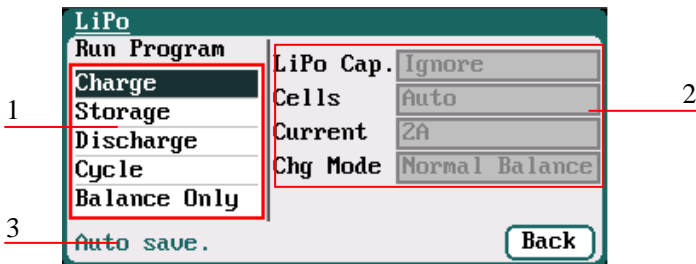 LiPo
Run Program
Charge
Storage
Discharge
Cycle
Balance Only
LiPo Cap. Ignore
Cells Auto
Current 2A
Chg Mode Normal Balance
Auto save.
Back
1
2
3